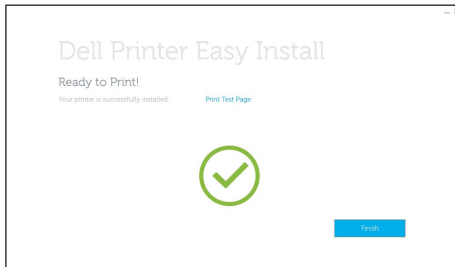 Dell Printer Easy Install
Ready to Print!
Your printer is successfully installed. Print Test Page
Finish